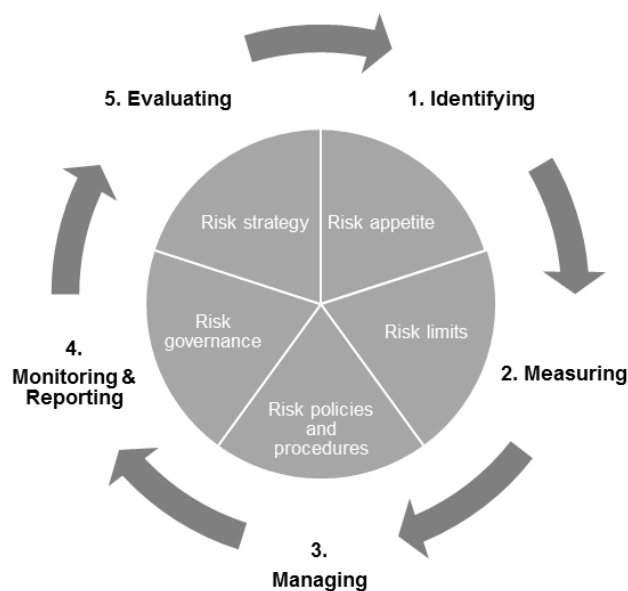 5. Evaluating
1. Identifying
Risk strategy
Risk appetite
Risk
governance
Risk limits
4.
Monitoring &
Reporting
2. Measuring
Risk policies
and
procedures
3.
Managing